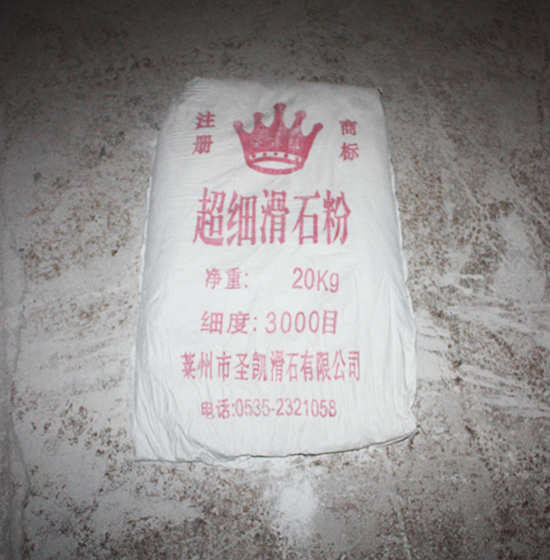 注册
商标
超细滑石粉
净重: 20Kg
细度: 3000目
莱州市圣凯滑石有限公司
电话:0535-2321058